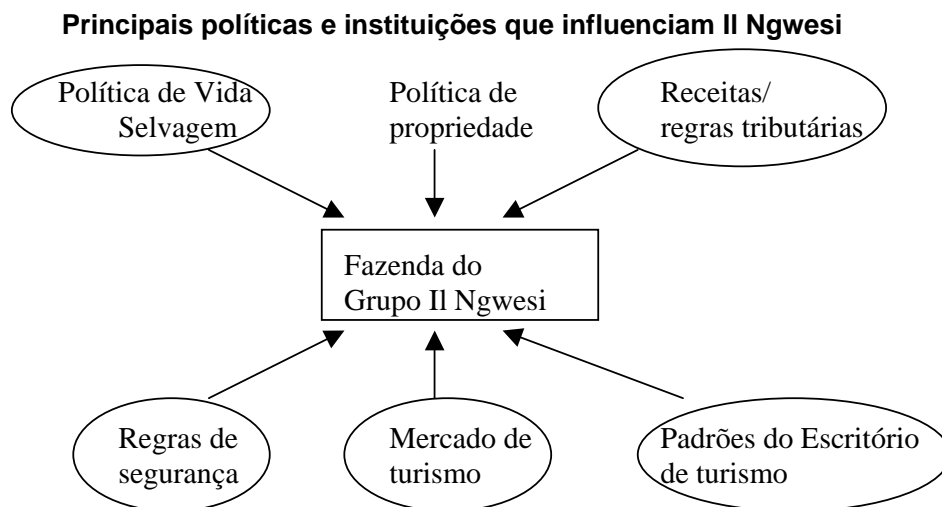 Principais políticas e instituições que influenciam Il Ngwesi
Política de Vida
Selvagem
Política de
propriedade
Receitas/
regras tributárias
Fazenda do
Grupo Il Ngwesi
Regras de
segurança
Mercado de
turismo
Padrões do Escritório
de turismo